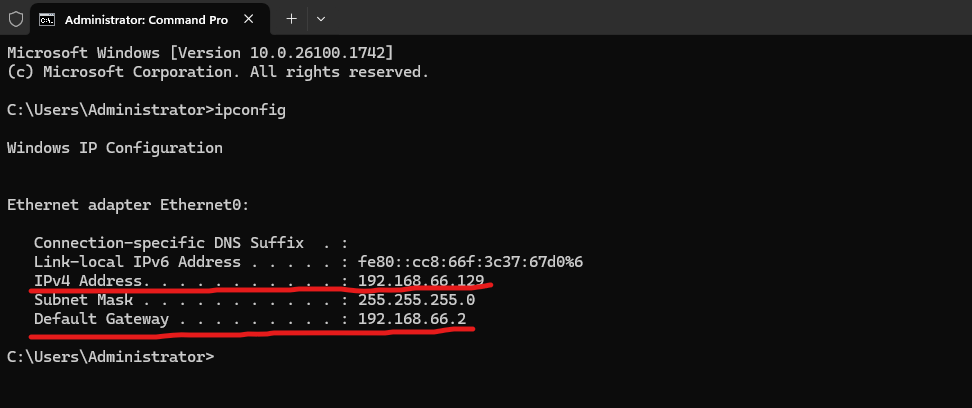 Administrator: Command Pro
Microsoft Windows [Version 10.0.26100.1742]
(c) Microsoft Corporation. All rights reserved.
C:\Users\Administrator>ipconfig
Windows IP Configuration
Ethernet adapter Ethernet0:
Connection-specific DNS Suffix  . :
Link-local IPv6 Address . . . . . : fe80::cc8:66f:3c37:67d0%6
IPv4 Address. . . . . . . . . . . : 192.168.66.129
Subnet Mask . . . . . . . . . . . : 255.255.255.0
Default Gateway . . . . . . . . . : 192.168.66.2
C:\Users\Administrator>